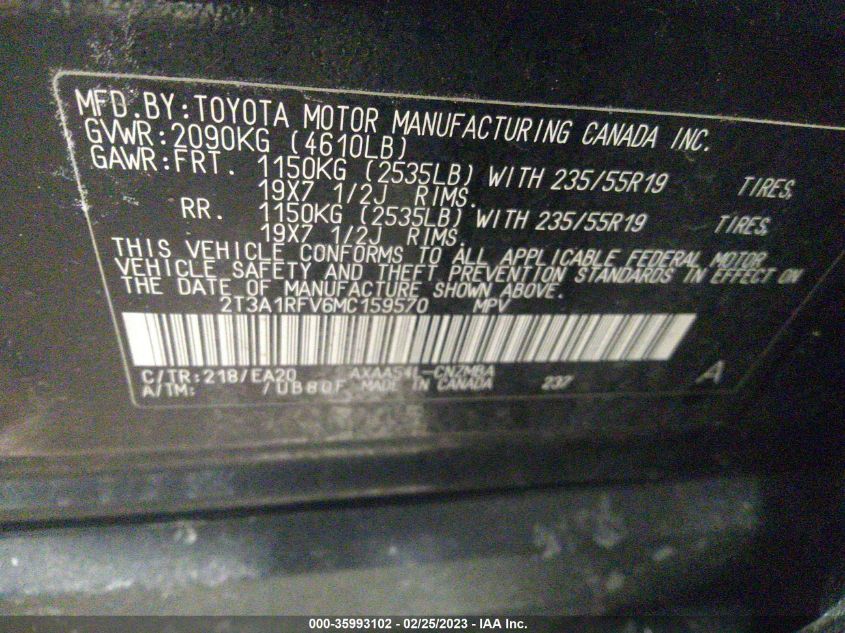 MFD.BY:TOYOTA MOTOR MANUFACTURING CANADA INC.
GVWR:2090KG (4610LB)
GAWR:FRT. 1150KG (2535LB) WITH 235/55R19 TIRES,
19X7 1/2J RIMS.
RR. 1150KG (2535LB) WITH 235/55R19 TIRES,
19X7 1/2J RIMS.
THIS VEHICLE CONFORMS TO ALL APPLICABLE FEDERAL MOTOR
VEHICLE SAFETY AND THEFT PREVENTION STANDARDS IN EFFECT ON
THE DATE OF MANUFACTURE SHOWN ABOVE.
2T3A1RFV6MC159570 MPV
C/TR:218/EA20 AXAA54L-CNZMBA
A/TM: /UB80F MADE IN CANADA 237 A
000-35993102 - 02/25/2023 - IAA Inc.